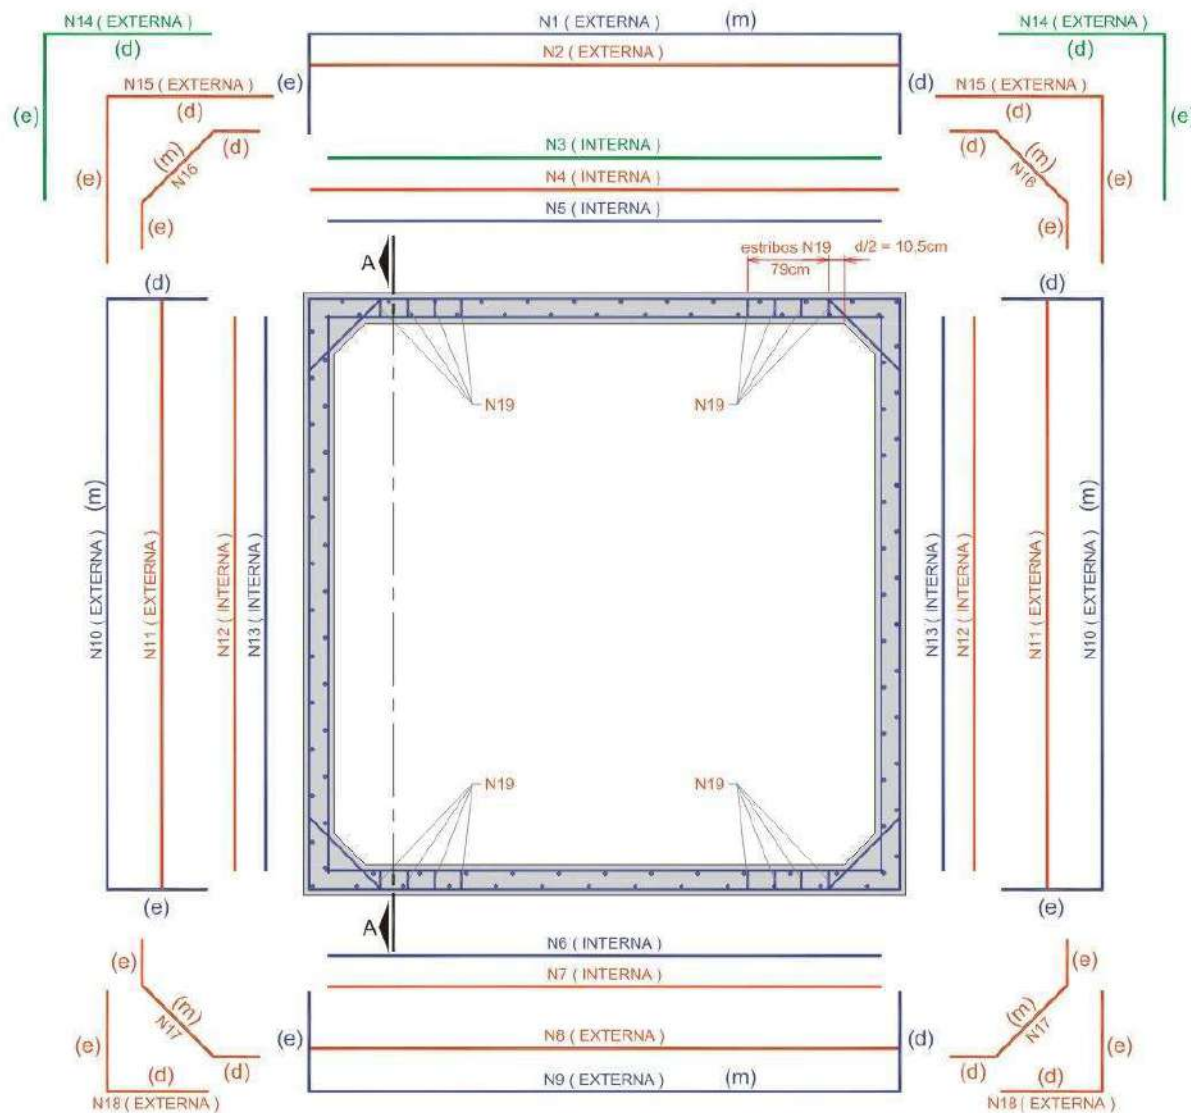 N14 ( EXTERNA )
N1 ( EXTERNA )
(m)
N14 ( EXTERNA )
(d)
N2 ( EXTERNA )
(d)
N15 ( EXTERNA )
(e)
(d)
N15 ( EXTERNA )
(e)
(d)
(d)
(e)
(m)
N16
(d)
N3 ( INTERNA )
(d)
(m)
N16
(e)
N4 ( INTERNA )
(e)
(e)
N5 ( INTERNA )
(e)
A
estribos N19
d/2 = 10,5cm
79cm
(d)
(d)
N19
N19
(m)
N10 ( EXTERNA )
N11 ( EXTERNA )
N12 ( INTERNA )
N13 ( INTERNA )
N13 ( INTERNA )
N12 ( INTERNA )
N11 ( EXTERNA )
N10 ( EXTERNA )
(m)
N19
N19
(e)
(e)
A
N6 ( INTERNA )
(e)
N7 ( INTERNA )
(e)
(m)
N17
(m)
N17
(e)
(e)
N8 ( EXTERNA )
(d)
(e)
(d)
(d)
(d)
(d)
N18 ( EXTERNA )
N9 ( EXTERNA )
(m)
N18 ( EXTERNA )